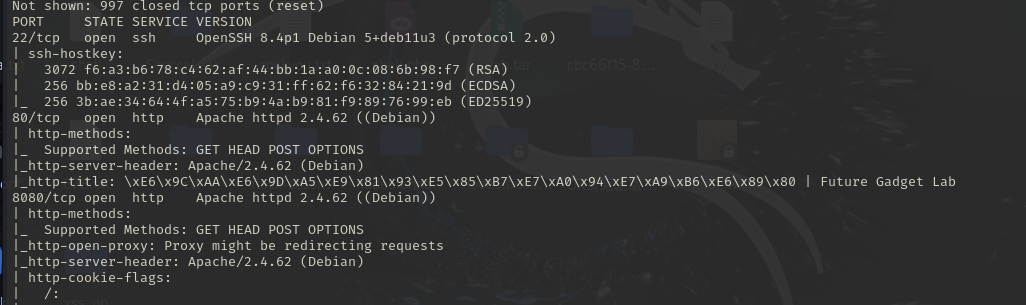 Not shown: 997 closed tcp ports (reset)
PORT     STATE SERVICE VERSION
22/tcp   open  ssh     OpenSSH 8.4p1 Debian 5+deb11u3 (protocol 2.0)
| ssh-hostkey:
|   3072 f6:a3:b6:78:c4:62:af:44:bb:1a:a0:0c:08:6b:98:f7 (RSA)
|   256 bb:e8:a2:31:d4:05:a9:c9:31:ff:62:f6:32:84:21:9d (ECDSA)
|_  256 3b:ae:34:64:4f:a5:75:b9:4a:b9:81:f9:89:76:99:eb (ED25519)
80/tcp   open  http    Apache httpd 2.4.62 ((Debian))
| http-methods:
|_  Supported Methods: GET HEAD POST OPTIONS
|_http-server-header: Apache/2.4.62 (Debian)
|_http-title: \xE6\x9C\xAA\xE6\x9D\xA5\xE9\x81\x93\xE5\x85\xB7\xE7\xA0\x94\xE7\xA9\xB6\xE6\x89\x80 | Future Gadget Lab
8080/tcp open  http    Apache httpd 2.4.62 ((Debian))
| http-methods:
|_  Supported Methods: GET HEAD POST OPTIONS
|_http-open-proxy: Proxy might be redirecting requests
|_http-server-header: Apache/2.4.62 (Debian)
| http-cookie-flags:
|   /: